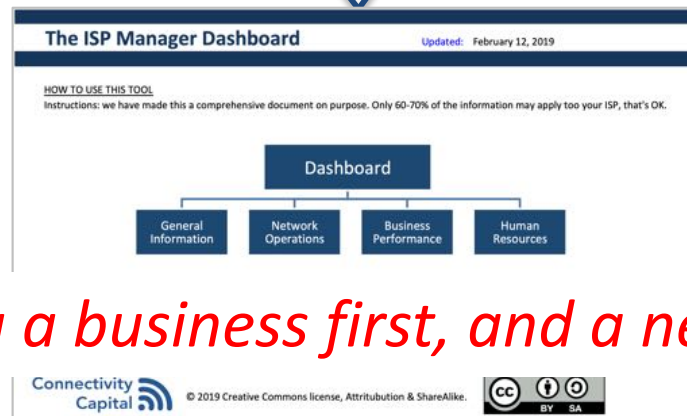 The ISP Manager Dashboard
Updated: February 12, 2019
HOW TO USE THIS TOOL
Instructions: we have made this a comprehensive document on purpose. Only 60-70% of the information may apply too your ISP, that's OK.
Dashboard
General
Information
Network
Operations
Business
Performance
Human
Resources
a business first, and a ne
Connectivity
Capital
© 2019 Creative Commons license, Attritubution & ShareAlike.
cc
BY SA